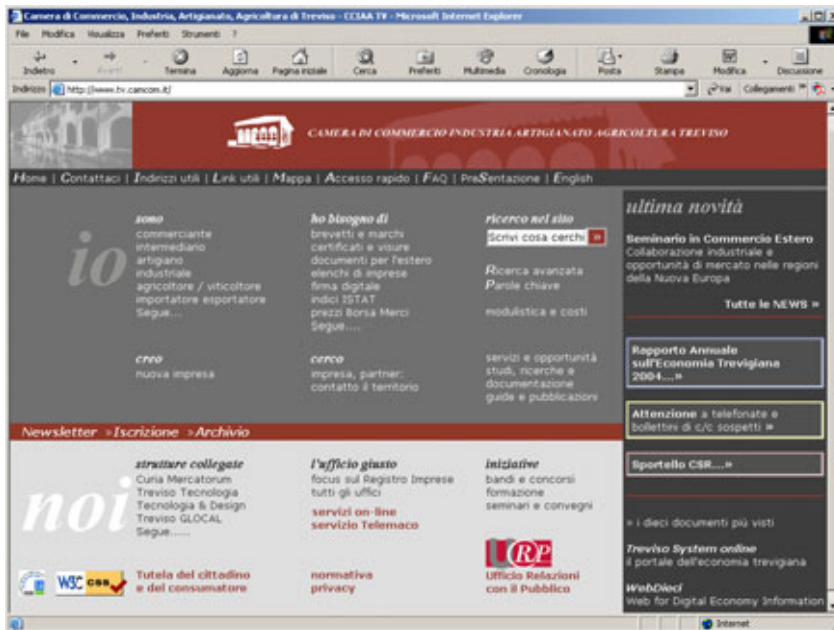 Camera di Commercio, Industria, Artigianato, Agricoltura di Treviso - CCIAA TV - Microsoft Internet Explorer
File Modifica Visualizza Preferiti Strumenti ?
Indietro Avanti Termina Aggiorna Pagina iniziale Cerca Preferiti Multimedia Cronologia Posta Stampa Modifica Discussione
Indirizzo http://www.tv.camcom.it/ Vai Collegamenti »
CAMERA DI COMMERCIO INDUSTRIA ARTIGIANATO AGRICOLTURA TREVISO
Home | Contattaci | Indirizzi utili | Link utili | Mappa | Accesso rapido | FAQ | PreSentazione | English
io
sono
commerciante
intermediario
artigiano
industriale
agricoltore / viticoltore
importatore esportatore
Segue....
ho bisogno di
brevetti e marchi
certificati e visure
documenti per l'estero
elenchi di imprese
firma digitale
indici ISTAT
prezzi Borsa Merci
Segue....
ricerco nel sito
Scrivi cosa cerchi »
Ricerca avanzata
Parole chiave
modulistica e costi
creo
nuova impresa
cerco
impresa, partner:
contatto il territorio
servizi e opportunità
studi, ricerche e
documentazione
guide e pubblicazioni
Newsletter »Iscrizione »Archivio
noi
strutture collegate
Curia Mercatorum
Treviso Tecnologia
Tecnologia & Design
Treviso GLOCAL
Segue......
l'ufficio giusto
focus sul Registro Imprese
tutti gli uffici
servizi on-line
servizio Telemaco
iniziative
bandi e concorsi
formazione
seminari e convegni
URP
Ufficio Relazioni
con il Pubblico
W3C css
Tutela del cittadino
e del consumatore
normativa
privacy
ultima novità
Seminario in Commercio Estero
Collaborazione industriale e
opportunità di mercato nelle regioni
della Nuova Europa
Tutte le NEWS »
Rapporto Annuale
sull'Economia Trevigiana
2004...»
Attenzione a telefonate e
bollettini di c/c sospetti »
Sportello CSR....»
» i dieci documenti più visti
Treviso System online
il portale dell'economia trevigiana
WebDieci
Web for Digital Economy Information
Internet